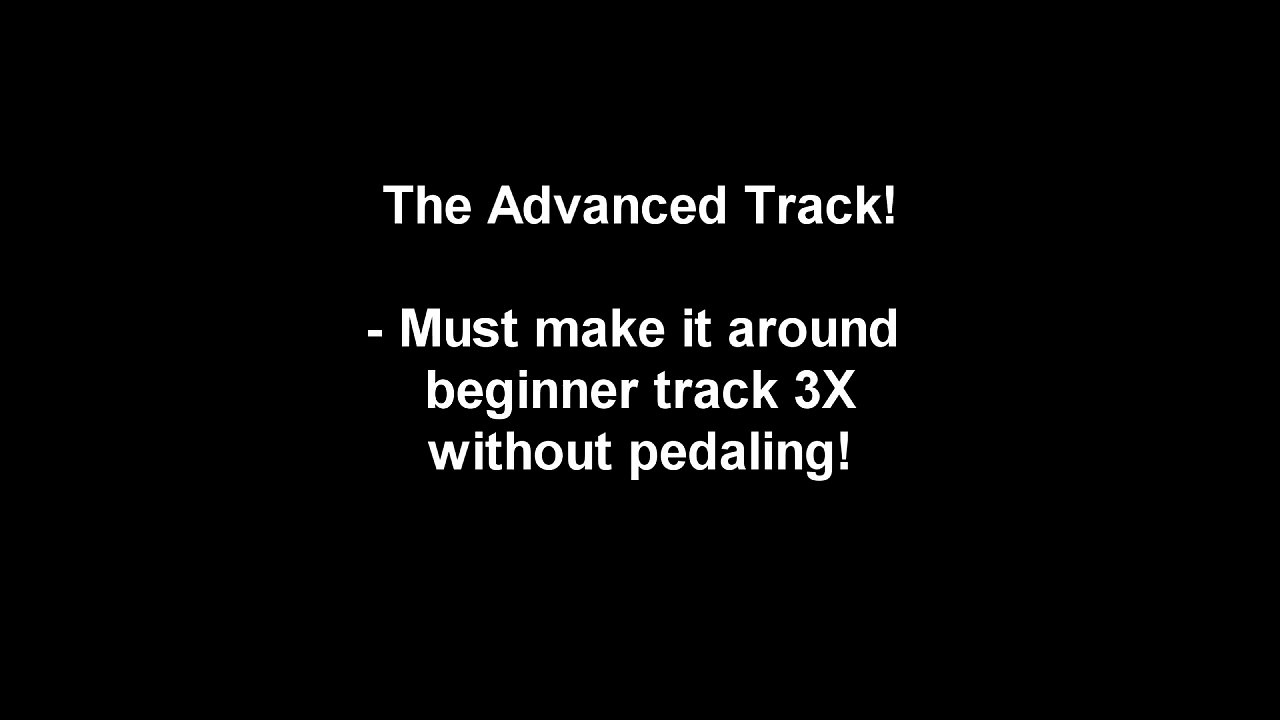 The Advanced Track!
- Must make it around
beginner track 3X
without pedaling!